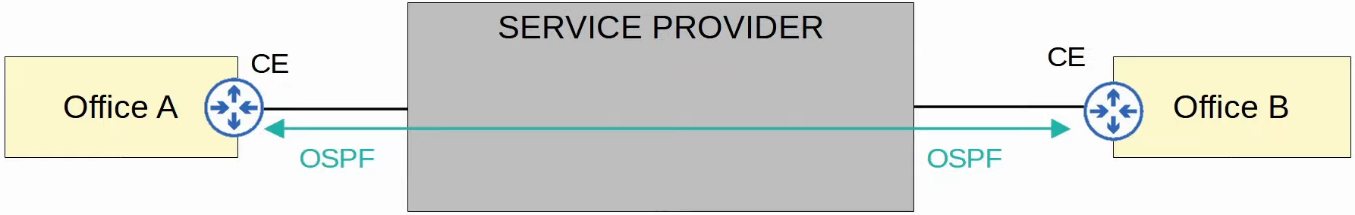 SERVICE PROVIDER
CE
CE
Office A
Office B
OSPF
OSPF